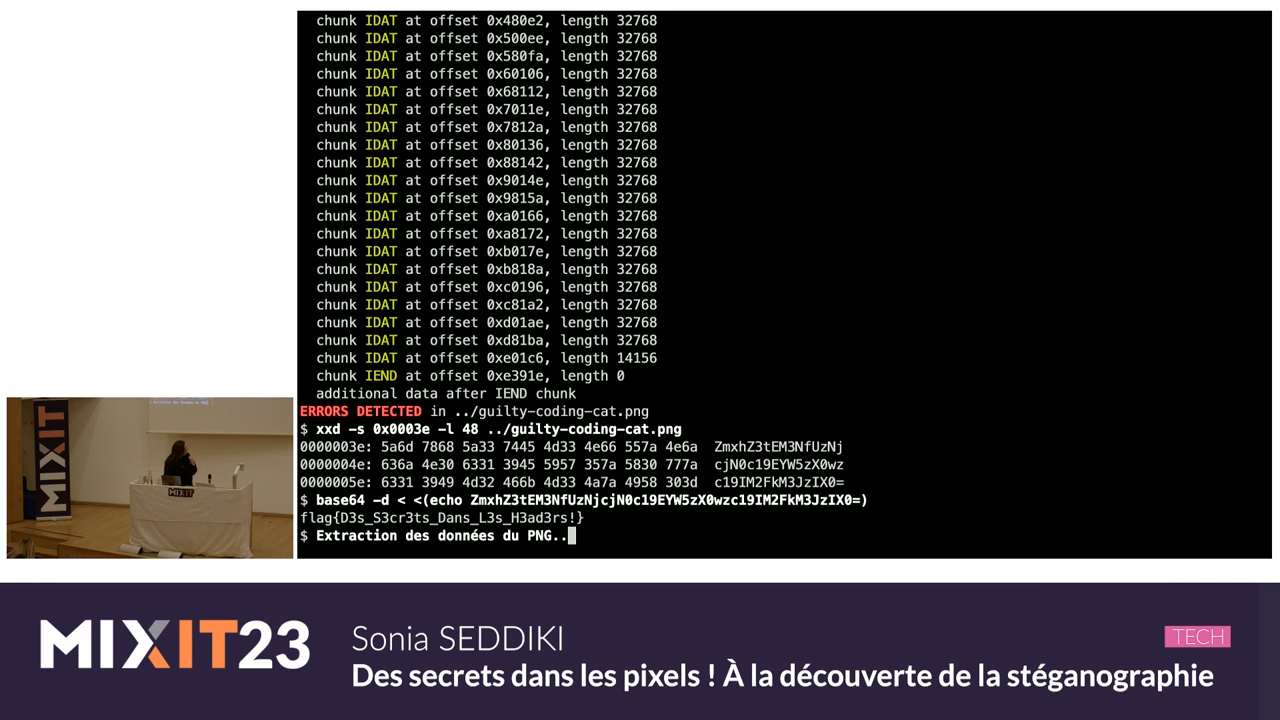 chunk IDAT at offset 0x480e2, length 32768
chunk IDAT at offset 0x500ee, length 32768
chunk IDAT at offset 0x580fa, length 32768
chunk IDAT at offset 0x60106, length 32768
chunk IDAT at offset 0x68112, length 32768
chunk IDAT at offset 0x7011e, length 32768
chunk IDAT at offset 0x7812a, length 32768
chunk IDAT at offset 0x80136, length 32768
chunk IDAT at offset 0x88142, length 32768
chunk IDAT at offset 0x9014e, length 32768
chunk IDAT at offset 0x9815a, length 32768
chunk IDAT at offset 0xa0166, length 32768
chunk IDAT at offset 0xa8172, length 32768
chunk IDAT at offset 0xb017e, length 32768
chunk IDAT at offset 0xb818a, length 32768
chunk IDAT at offset 0xc0196, length 32768
chunk IDAT at offset 0xc81a2, length 32768
chunk IDAT at offset 0xd01ae, length 32768
chunk IDAT at offset 0xd81ba, length 32768
chunk IDAT at offset 0xe01c6, length 14156
chunk IEND at offset 0xe391e, length 0
additional data after IEND chunk
ERRORS DETECTED in ../guilty-coding-cat.png
$ xxd -s 0x0003e -l 48 ../guilty-coding-cat.png
0000003e: 5a6d 7868 5a33 7445 4d33 4e66 557a 4e6a  ZmxhZ3tEM3NfUzNj
0000004e: 636a 4e30 6331 3945 5957 357a 5830 777a  cjN0c19EYW5zX0wz
0000005e: 6331 3949 4d32 466b 4d33 4a7a 4958 303d  c19IM2FkM3JzIX0=
$ base64 -d < <(echo ZmxhZ3tEM3NfUzNjcjN0c19EYW5zX0wzc19IM2FkM3JzIX0=)
flag{D3s_S3cr3ts_Dans_L3s_H3ad3rs!}
$ Extraction des données du PNG..
MIXIT
MIXIT
MIXIT23
Sonia SEDDIKI
TECH
Des secrets dans les pixels ! À la découverte de la stéganographie